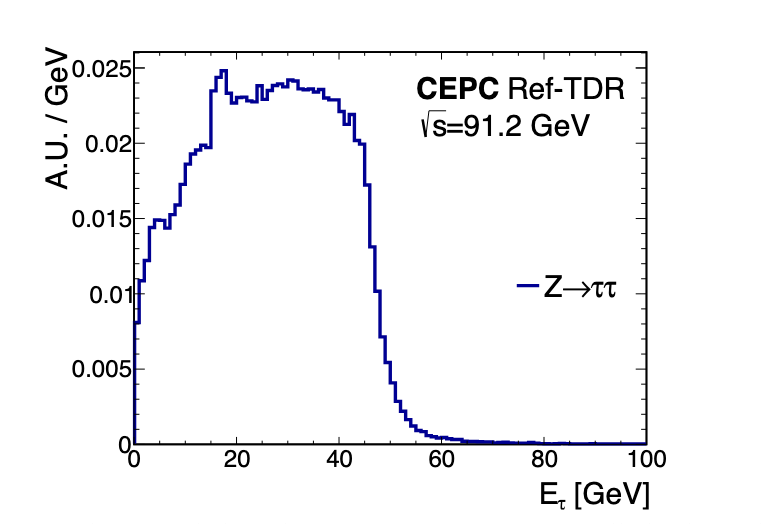 A.U. / GeV
0.025
0.02
0.015
0.01
0.005
0
CEPC Ref-TDR
√s=91.2 GeV
Z→ττ
0 20 40 60 80 100
E_τ [GeV]